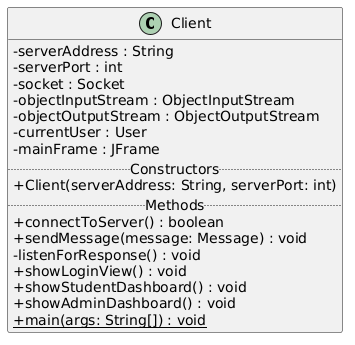 C Client
-serverAddress : String
-serverPort : int
-socket : Socket
-objectInputStream : ObjectInputStream
-objectOutputStream : ObjectOutputStream
-currentUser : User
-mainFrame : JFrame
Constructors
+Client(serverAddress: String, serverPort: int)
Methods
+connectToServer() : boolean
+sendMessage(message: Message) : void
-listenForResponse() : void
+showLoginView() : void
+showStudentDashboard() : void
+showAdminDashboard() : void
+main(args: String[]) : void